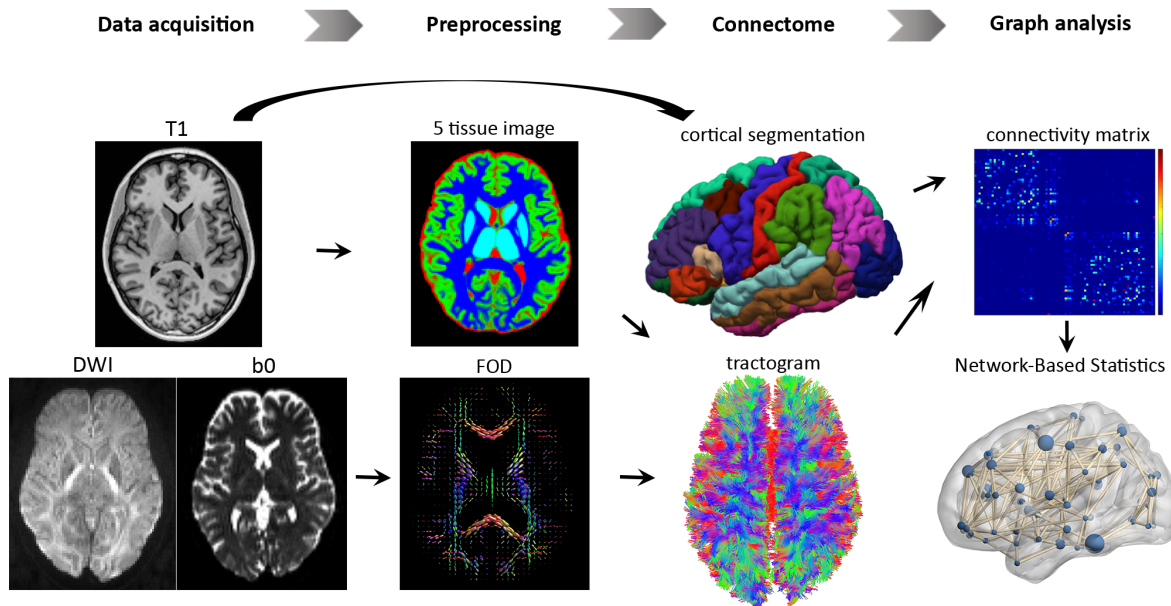 Data acquisition
Preprocessing
Connectome
Graph analysis
T1
5 tissue image
cortical segmentation
connectivity matrix
DWI
b0
FOD
tractogram
Network-Based Statistics